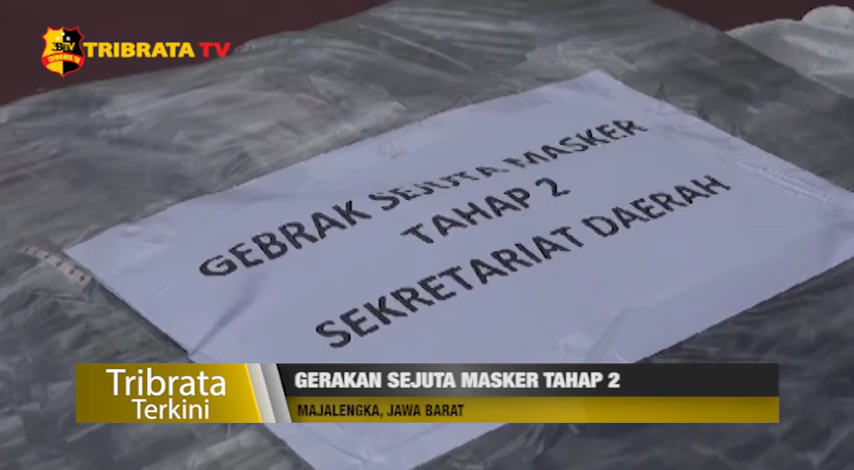 TRIBRATA TV
GEBRAK SEJUTA MASKER
TAHAP 2
SEKRETARIAT DAERAH
Tribrata
Terkini
GERAKAN SEJUTA MASKER TAHAP 2
MAJALENGKA, JAWA BARAT